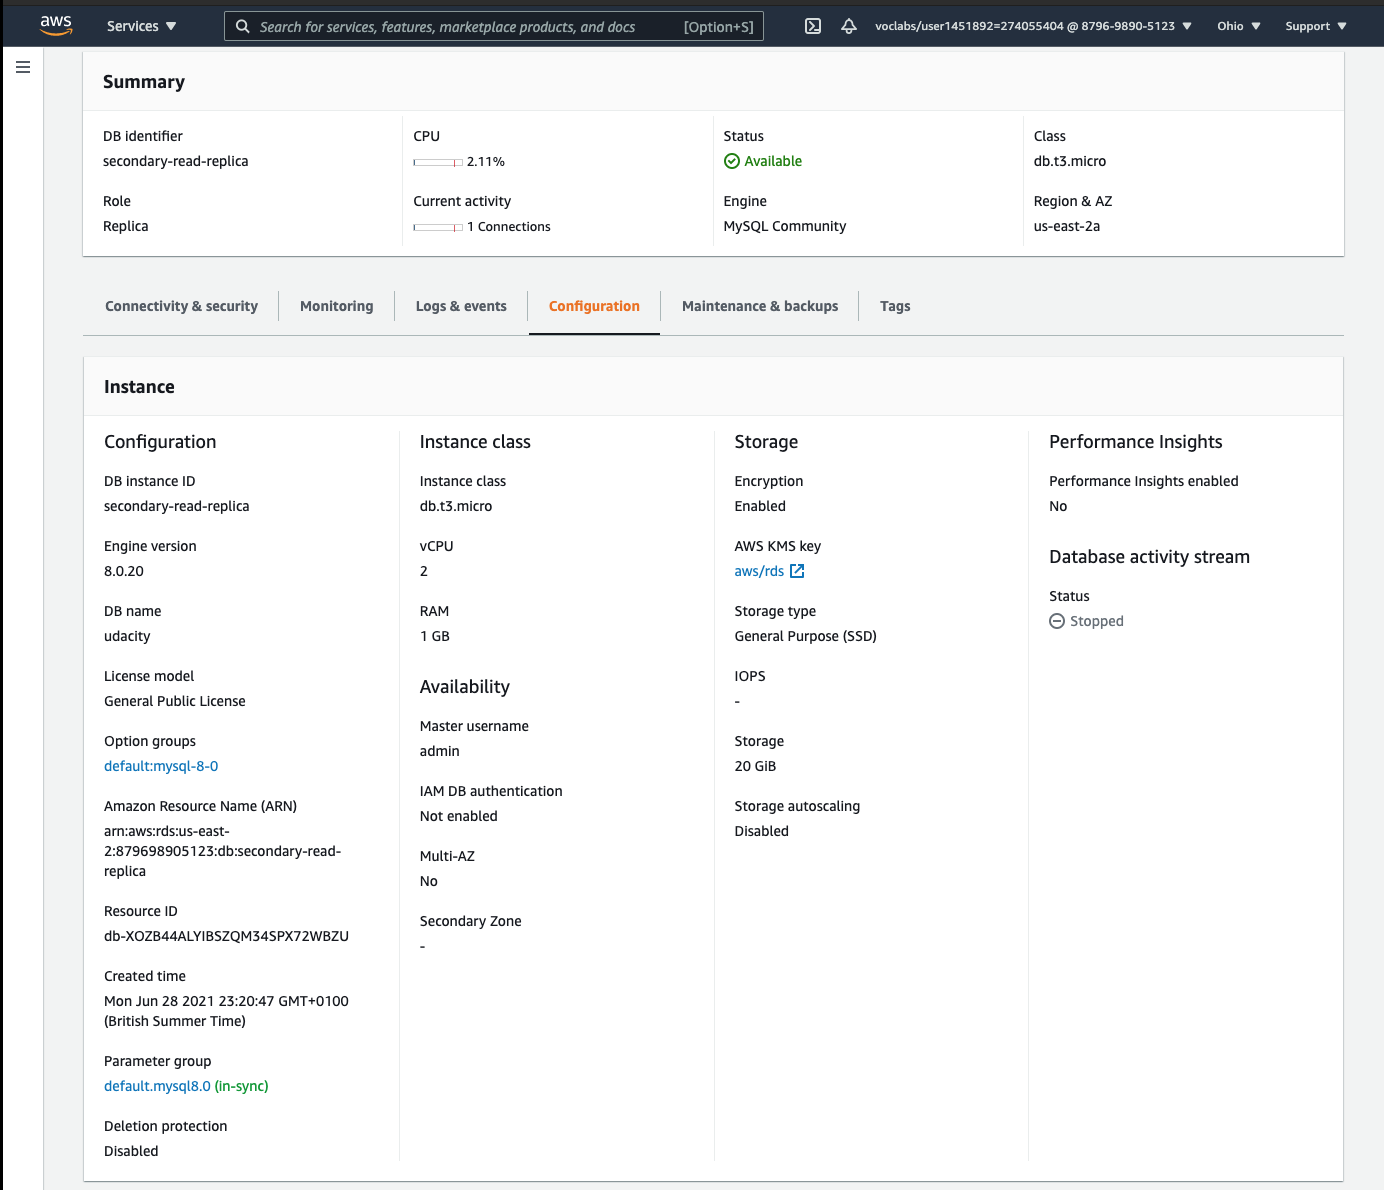 aws
Services
Search for services, features, marketplace products, and docs [Option+S]
voclabs/user1451892=274055404 @ 8796-9890-5123
Ohio
Support
Summary
DB identifier
secondary-read-replica
CPU
2.11%
Status
Available
Class
db.t3.micro
Role
Replica
Current activity
1 Connections
Engine
MySQL Community
Region & AZ
us-east-2a
Connectivity & security
Monitoring
Logs & events
Configuration
Maintenance & backups
Tags
Instance
Configuration
DB instance ID
secondary-read-replica
Engine version
8.0.20
DB name
udacity
License model
General Public License
Option groups
default:mysql-8-0
Amazon Resource Name (ARN)
arn:aws:rds:us-east-
2:879698905123:db:secondary-read-
replica
Resource ID
db-XOZB44ALYIBSZQM34SPX72WBZU
Created time
Mon Jun 28 2021 23:20:47 GMT+0100
(British Summer Time)
Parameter group
default.mysql8.0 (in-sync)
Deletion protection
Disabled
Instance class
Instance class
db.t3.micro
vCPU
2
RAM
1 GB
Availability
Master username
admin
IAM DB authentication
Not enabled
Multi-AZ
No
Secondary Zone
-
Storage
Encryption
Enabled
AWS KMS key
aws/rds
Storage type
General Purpose (SSD)
IOPS
-
Storage
20 GiB
Storage autoscaling
Disabled
Performance Insights
Performance Insights enabled
No
Database activity stream
Status
Stopped